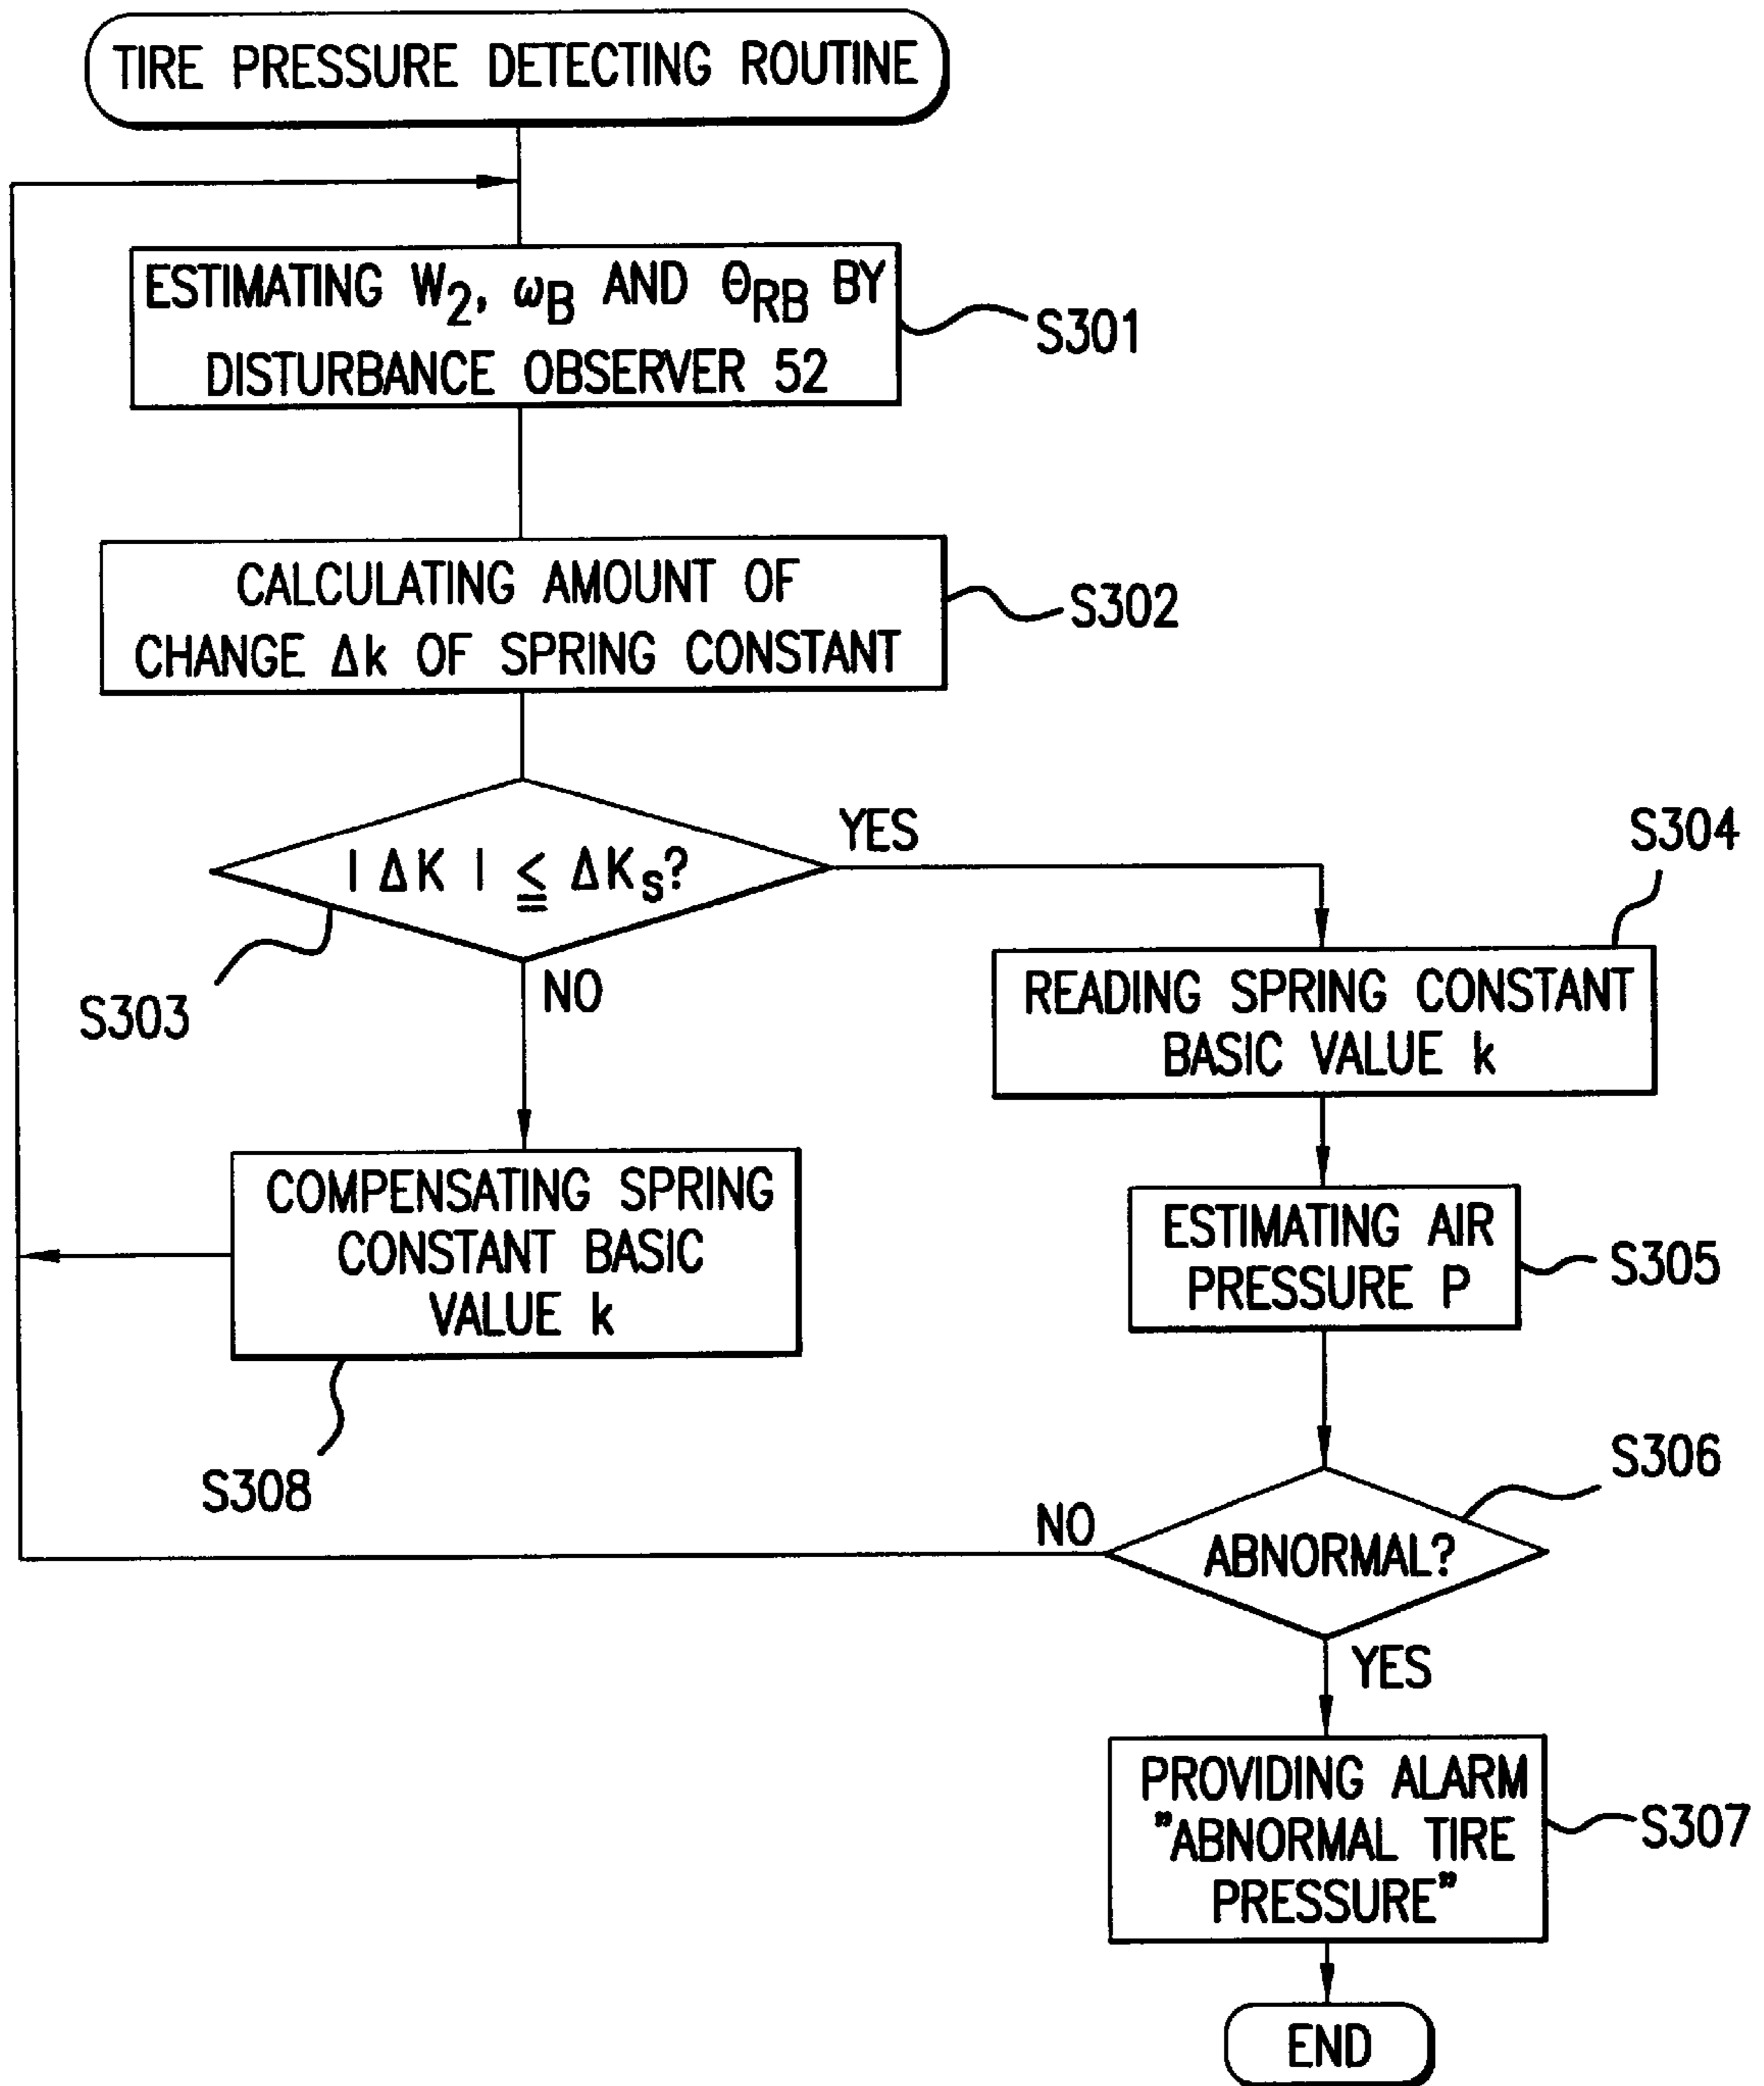 TIRE PRESSURE DETECTING ROUTINE
ESTIMATING W₂, ωB AND θRB BY
DISTURBANCE OBSERVER 52
S301
CALCULATING AMOUNT OF
CHANGE Δk OF SPRING CONSTANT
S302
| ΔK | ≦ ΔKs?
YES
NO
S303
S304
READING SPRING CONSTANT
BASIC VALUE k
COMPENSATING SPRING
CONSTANT BASIC
VALUE k
S308
ESTIMATING AIR
PRESSURE P
S305
S306
NO
ABNORMAL?
YES
PROVIDING ALARM
"ABNORMAL TIRE
PRESSURE"
S307
END